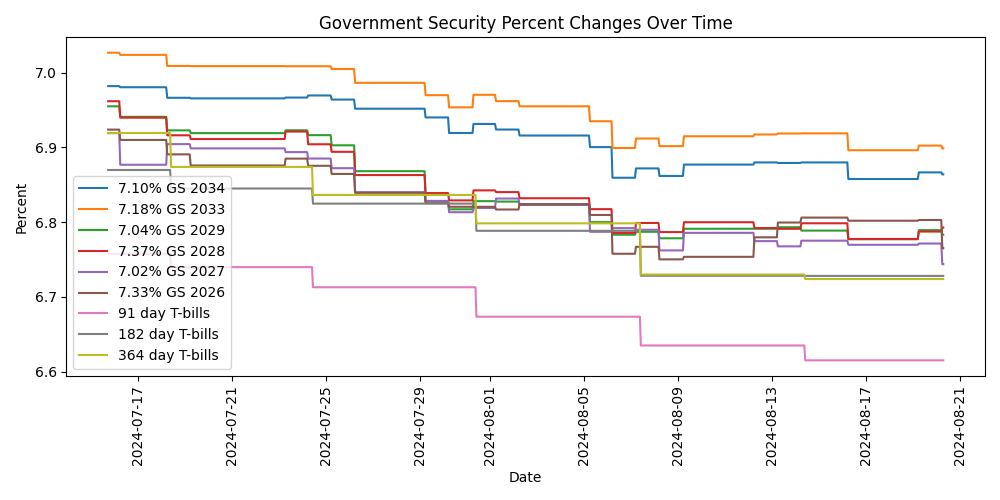 Government Security Percent Changes Over Time
Percent
7.0
6.9
6.8
6.7
6.6
7.10% GS 2034
7.18% GS 2033
7.04% GS 2029
7.37% GS 2028
7.02% GS 2027
7.33% GS 2026
91 day T-bills
182 day T-bills
364 day T-bills
2024-07-17
2024-07-21
2024-07-25
2024-07-29
2024-08-01
2024-08-05
2024-08-09
2024-08-13
2024-08-17
2024-08-21
Date